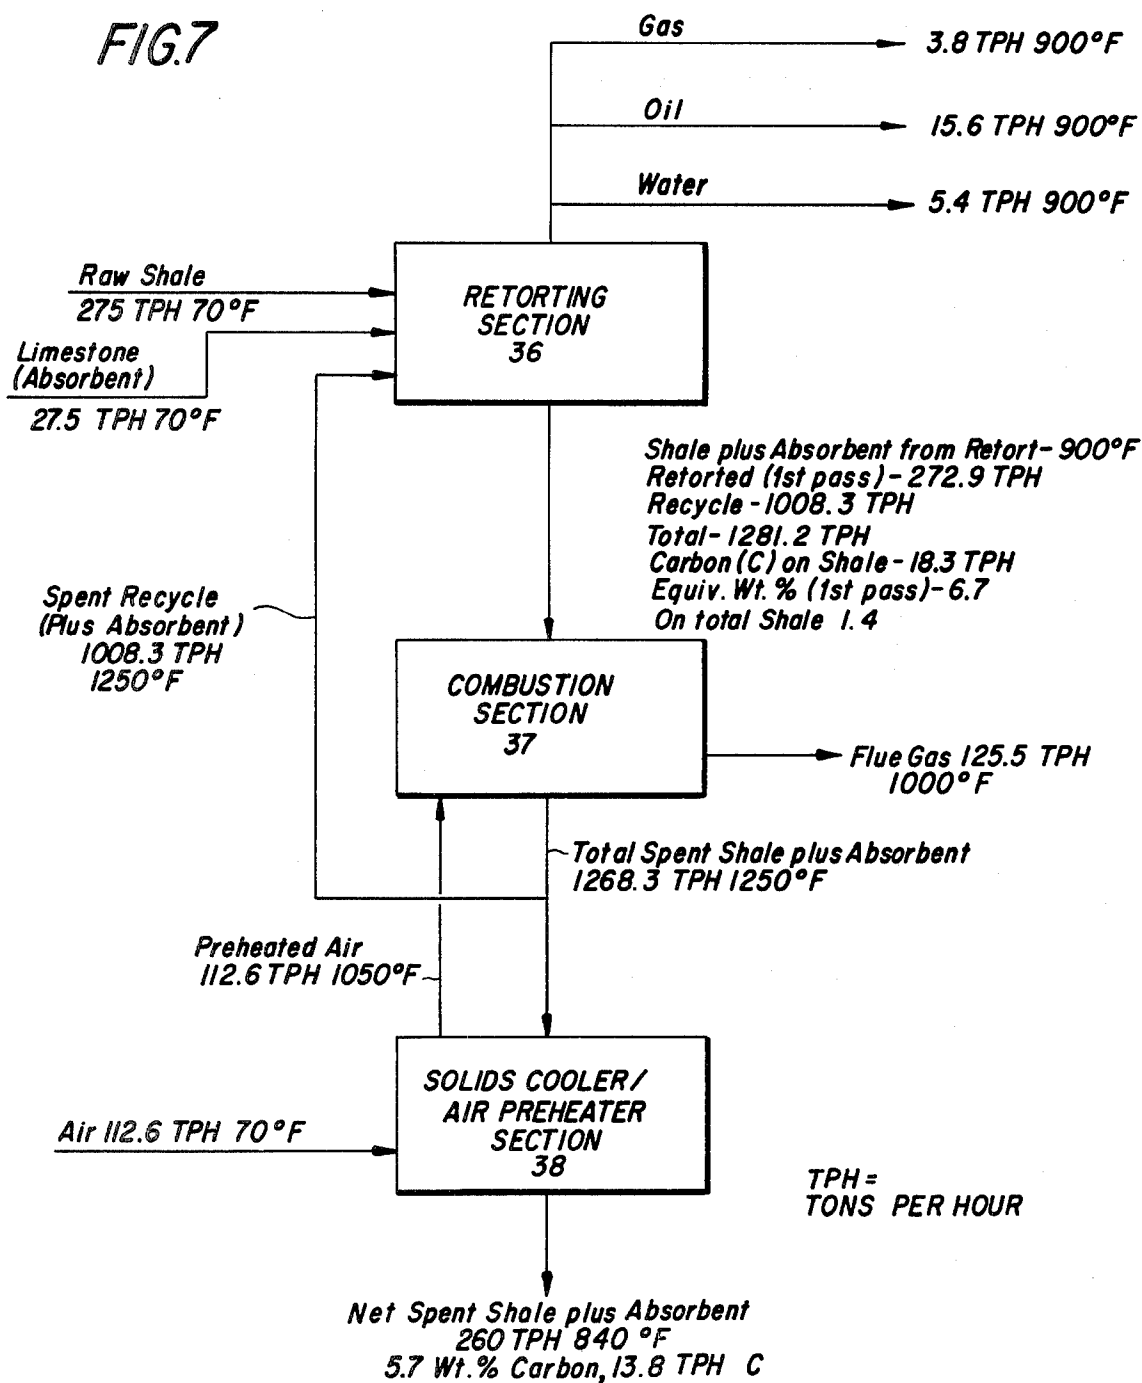 FIG.7
Gas
3.8 TPH 900°F
Oil
15.6 TPH 900°F
Water
5.4 TPH 900°F
Raw Shale
275 TPH 70°F
Limestone
(Absorbent)
27.5 TPH 70°F
RETORTING
SECTION
36
Shale plus Absorbent from Retort- 900°F
Retorted (1st pass) - 272.9 TPH
Recycle - 1008.3 TPH
Total- 1281.2 TPH
Carbon (C) on Shale - 18.3 TPH
Equiv. Wt. % (1st pass)- 6.7
On total Shale 1.4
Spent Recycle
(Plus Absorbent)
1008.3 TPH
1250°F
COMBUSTION
SECTION
37
Flue Gas 125.5 TPH
1000°F
Total Spent Shale plus Absorbent
1268.3 TPH 1250°F
Preheated Air
112.6 TPH 1050°F
SOLIDS COOLER/
AIR PREHEATER
SECTION
38
Air 112.6 TPH 70°F
TPH =
TONS PER HOUR
Net Spent Shale plus Absorbent
260 TPH 840 °F
5.7 Wt.% Carbon, 13.8 TPH C